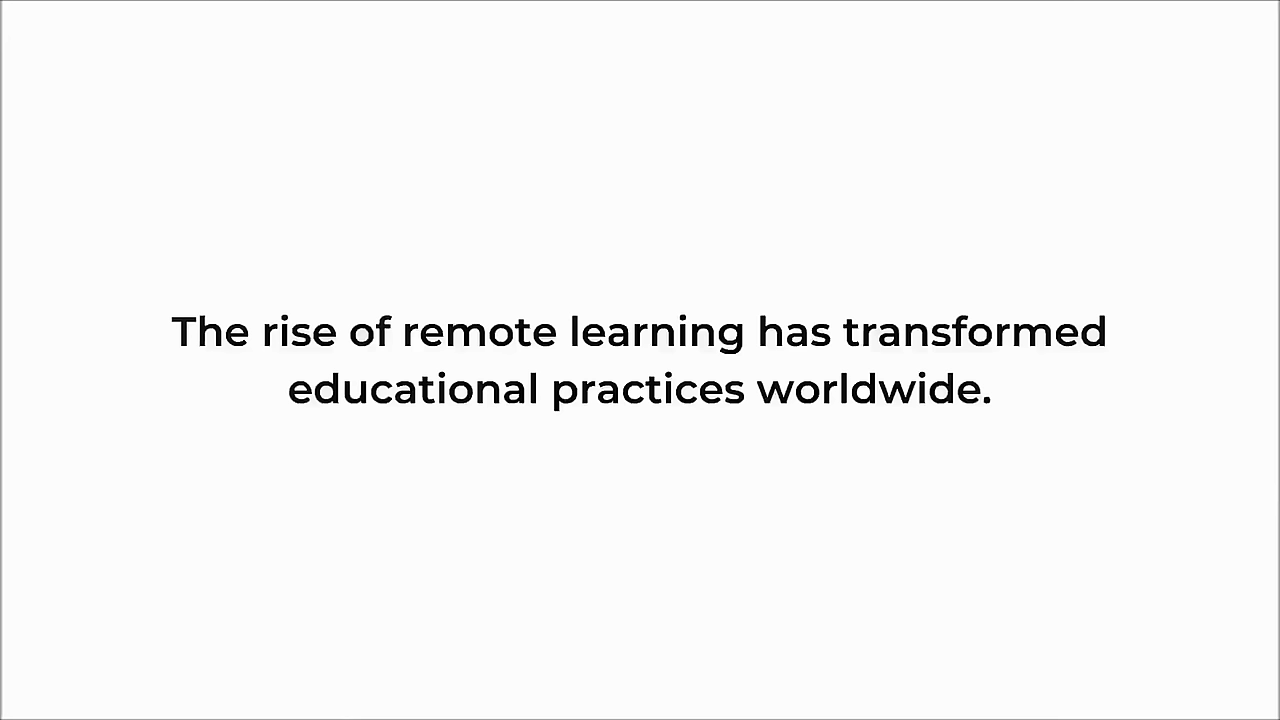 The rise of remote learning has transformed
educational practices worldwide.